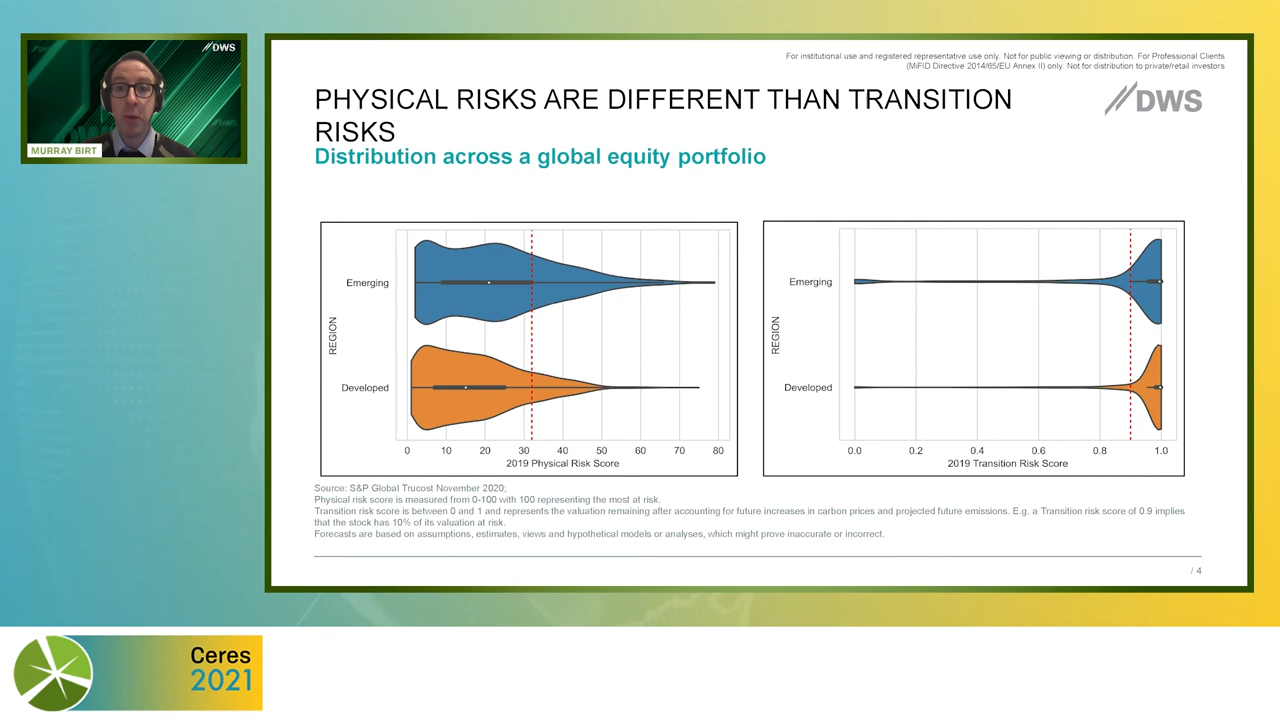 DWS
MURRAY BIRT
For institutional use and registered representative use only. Not for public viewing or distribution. For Professional Clients
(MiFID Directive 2014/65/EU Annex II) only. Not for distribution to private/retail investors
PHYSICAL RISKS ARE DIFFERENT THAN TRANSITION
RISKS
DWS
Distribution across a global equity portfolio
REGION
Emerging
Developed
0 10 20 30 40 50 60 70 80
2019 Physical Risk Score
REGION
Emerging
Developed
0.0 0.2 0.4 0.6 0.8 1.0
2019 Transition Risk Score
Source: S&P Global Trucost November 2020;
Physical risk score is measured from 0-100 with 100 representing the most at risk.
Transition risk score is between 0 and 1 and represents the valuation remaining after accounting for future increases in carbon prices and projected future emissions. E.g. a Transition risk score of 0.9 implies
that the stock has 10% of its valuation at risk.
Forecasts are based on assumptions, estimates, views and hypothetical models or analyses, which might prove inaccurate or incorrect.
/ 4
Ceres
2021